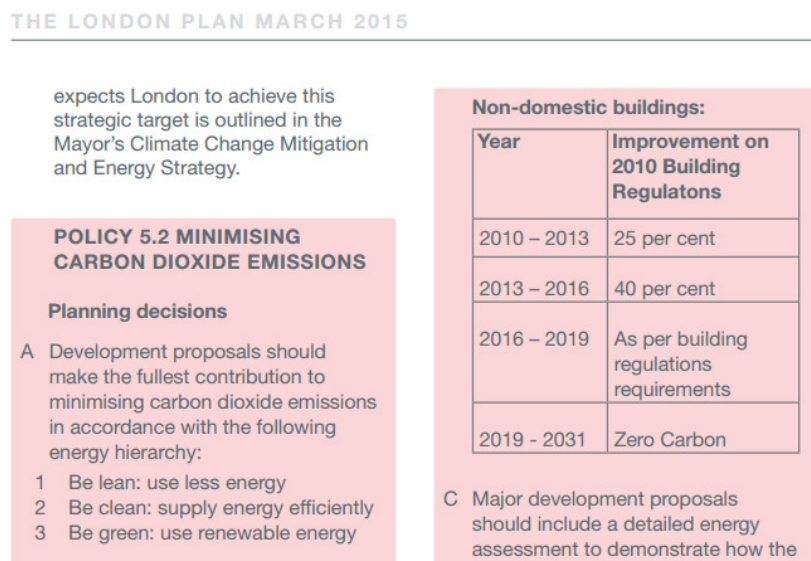 THE LONDON PLAN MARCH 2015
expects London to achieve this
strategic target is outlined in the
Mayor's Climate Change Mitigation
and Energy Strategy.
POLICY 5.2 MINIMISING
CARBON DIOXIDE EMISSIONS
Planning decisions
A Development proposals should
make the fullest contribution to
minimising carbon dioxide emissions
in accordance with the following
energy hierarchy:
1 Be lean: use less energy
2 Be clean: supply energy efficiently
3 Be green: use renewable energy
Non-domestic buildings:
Year Improvement on
2010 Building
Regulatons
2010 – 2013 25 per cent
2013 – 2016 40 per cent
2016 – 2019 As per building
regulations
requirements
2019 - 2031 Zero Carbon
C Major development proposals
should include a detailed energy
assessment to demonstrate how the